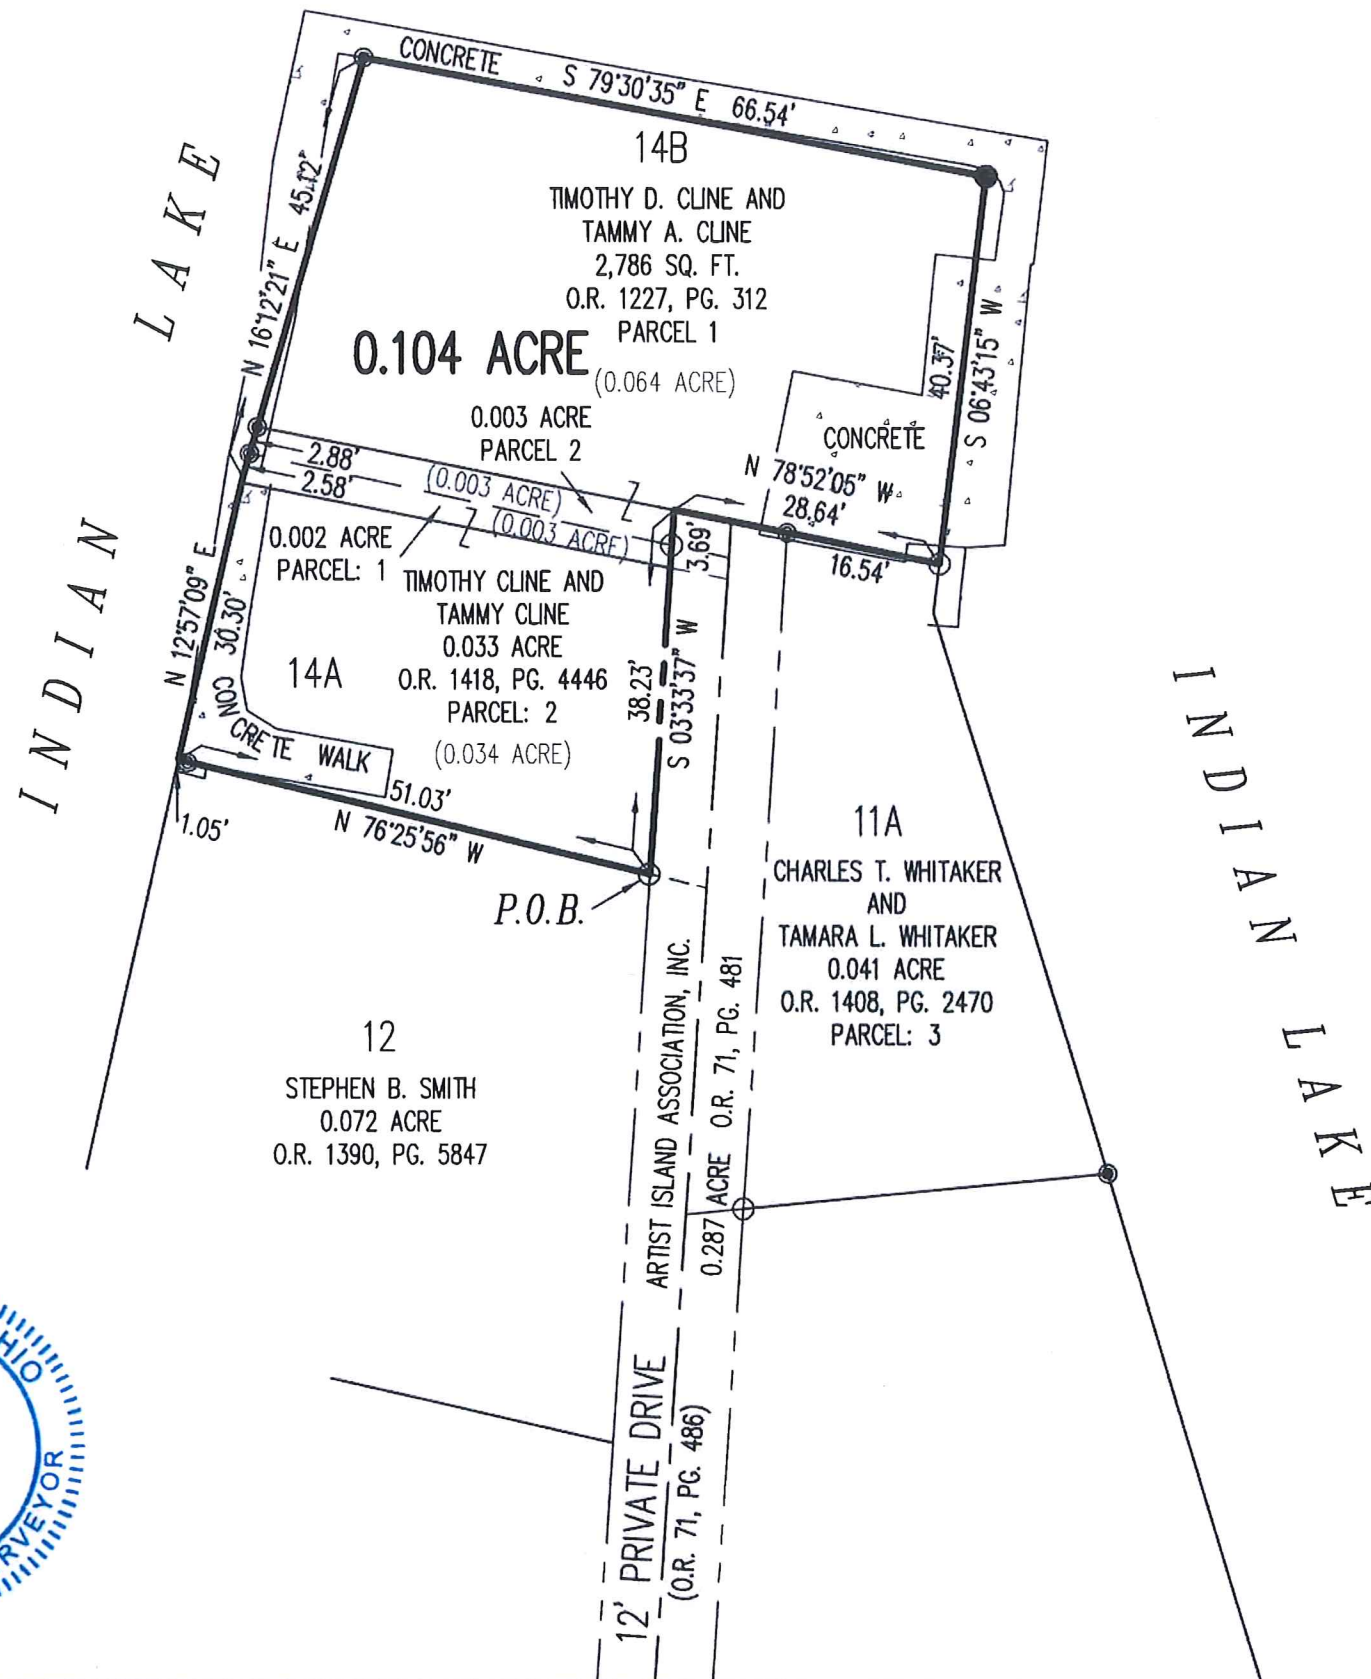 CONCRETE
S 79°30'35" E 66.54'
14B
TIMOTHY D. CLINE AND
TAMMY A. CLINE
2,786 SQ. FT.
O.R. 1227, PG. 312
PARCEL 1
0.104 ACRE
(0.064 ACRE)
N 16°12'21" E 45.12'
INDIAN LAKE
0.003 ACRE
PARCEL 2
40.37'
S 06°43'15" W
CONCRETE
N 78°52'05" W
28.64'
16.54'
2.88'
2.58'
(0.003 ACRE)
(0.003 ACRE)
3.69'
0.002 ACRE
PARCEL: 1
TIMOTHY CLINE AND
TAMMY CLINE
0.033 ACRE
O.R. 1418, PG. 4446
PARCEL: 2
(0.034 ACRE)
14A
N 12°57'09" E
30.30'
CONCRETE WALK
38.23'
S 03°33'37" W
51.03'
N 76°25'56" W
1.05'
P.O.B.
11A
CHARLES T. WHITAKER
AND
TAMARA L. WHITAKER
0.041 ACRE
O.R. 1408, PG. 2470
PARCEL: 3
INDIAN LAKE
12
STEPHEN B. SMITH
0.072 ACRE
O.R. 1390, PG. 5847
ARTIST ISLAND ASSOCIATION, INC.
0.287 ACRE O.R. 71, PG. 481
12' PRIVATE DRIVE
(O.R. 71, PG. 486)
HIO
RVEYOR